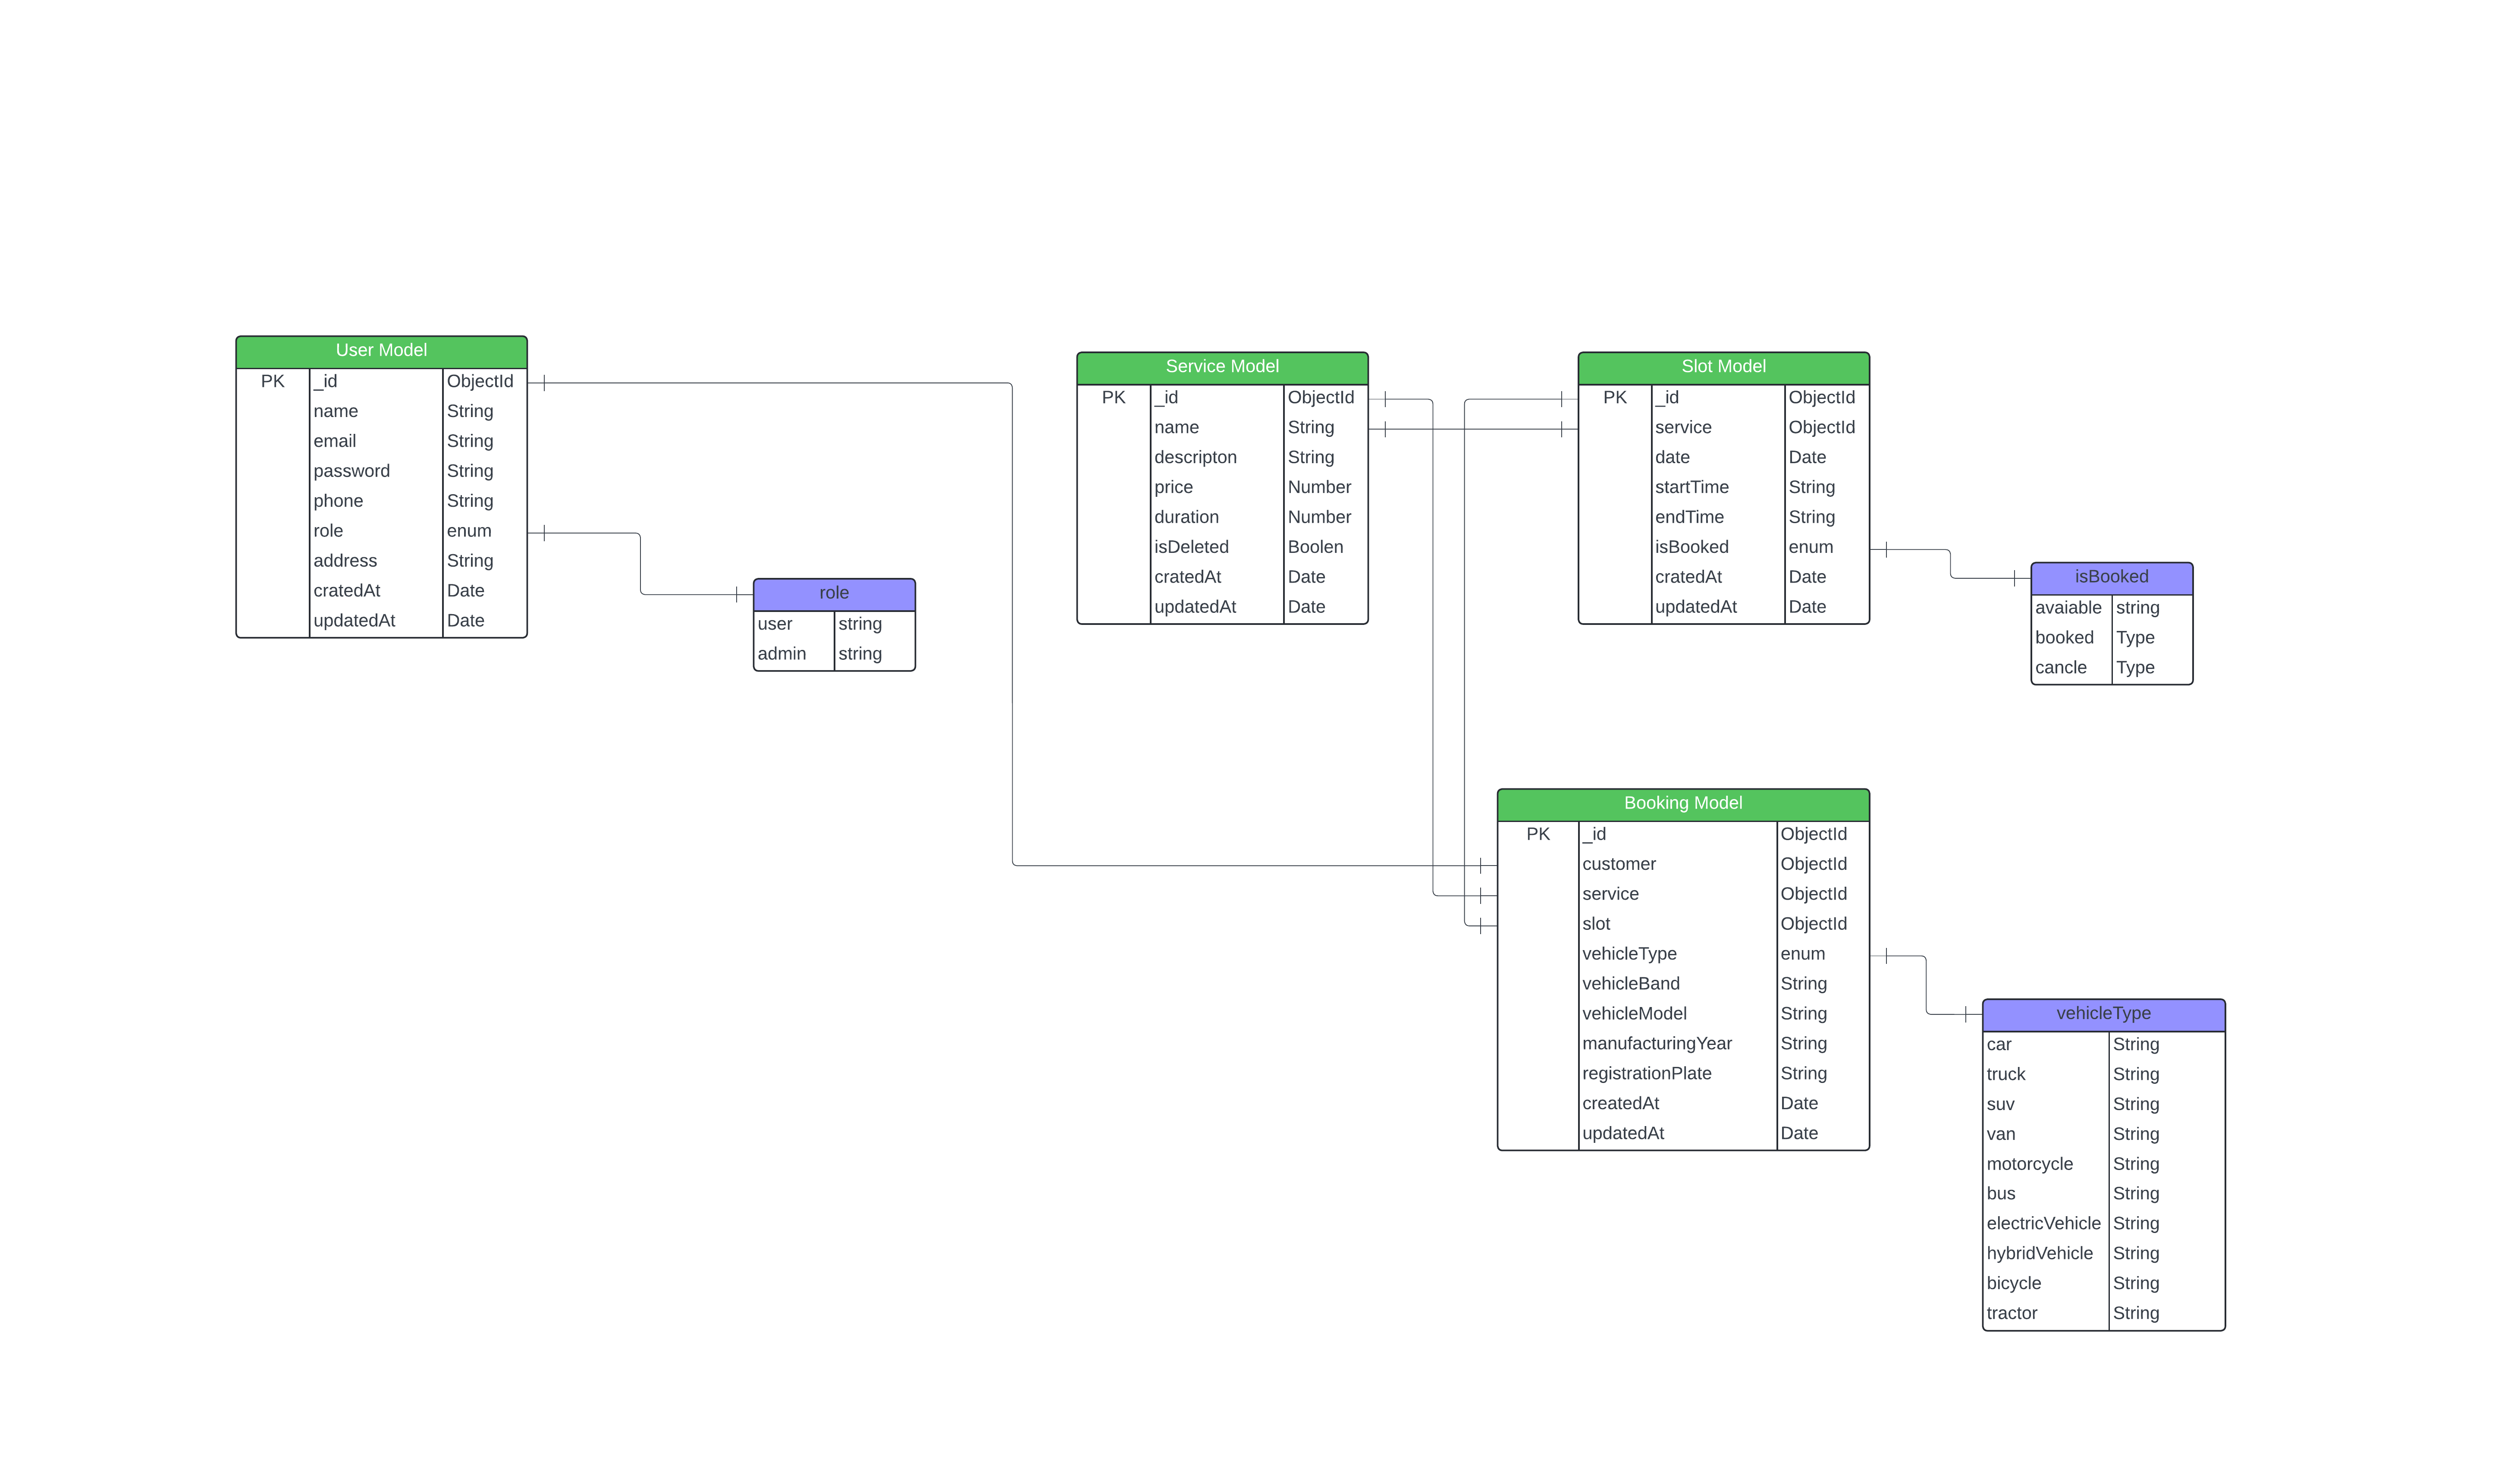 User Model
PK _id ObjectId
name String
email String
password String
phone String
role enum
address String
cratedAt Date
updatedAt Date
role
user string
admin string
Service Model
PK _id ObjectId
name String
descripton String
price Number
duration Number
isDeleted Boolen
cratedAt Date
updatedAt Date
Slot Model
PK _id ObjectId
service ObjectId
date Date
startTime String
endTime String
isBooked enum
cratedAt Date
updatedAt Date
isBooked
avaiable string
booked Type
cancle Type
Booking Model
PK _id ObjectId
customer ObjectId
service ObjectId
slot ObjectId
vehicleType enum
vehicleBand String
vehicleModel String
manufacturingYear String
registrationPlate String
createdAt Date
updatedAt Date
vehicleType
car String
truck String
suv String
van String
motorcycle String
bus String
electricVehicle String
hybridVehicle String
bicycle String
tractor String